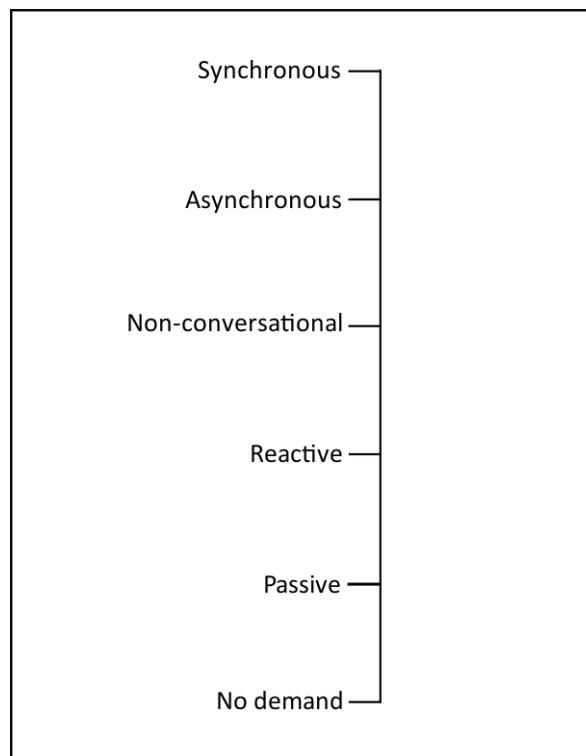 Synchronous
Asynchronous
Non-conversational
Reactive
Passive
No demand